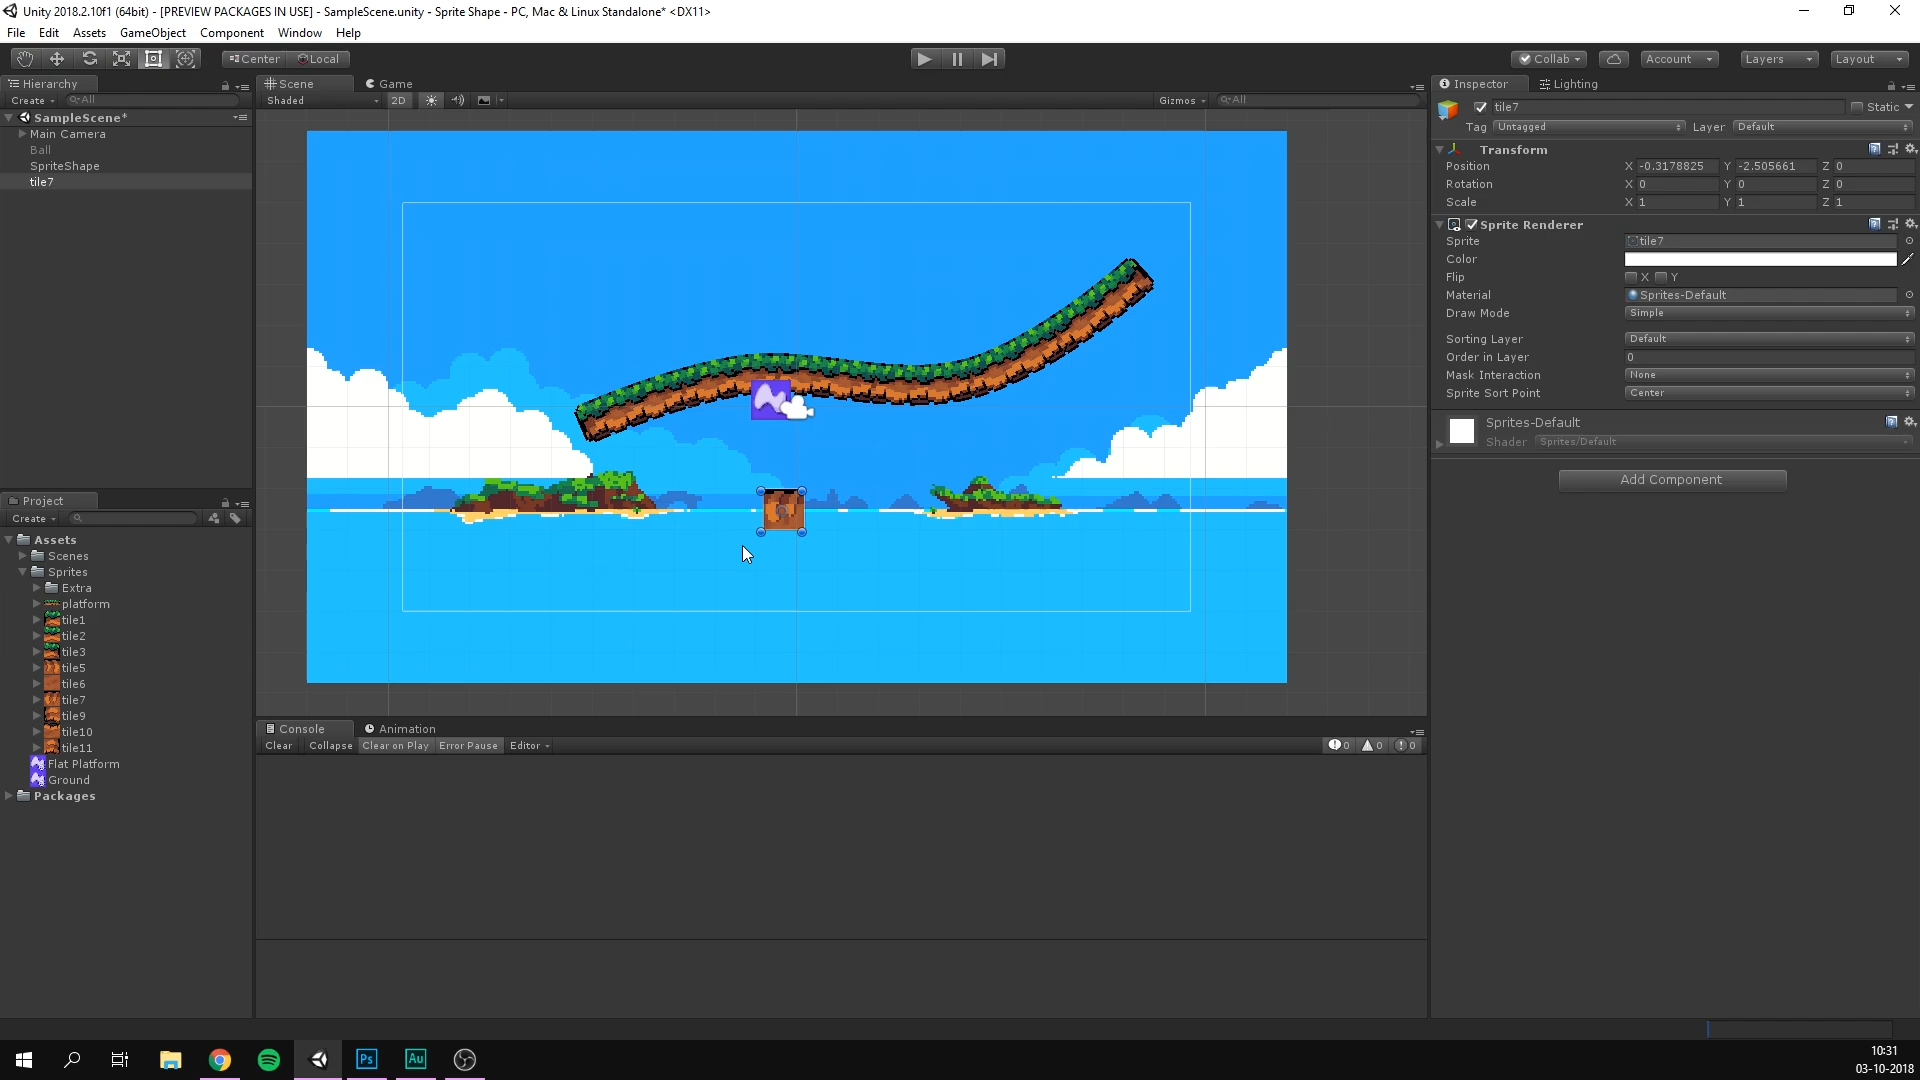 Unity 2018.2.10f1 (64bit) - [PREVIEW PACKAGES IN USE] - SampleScene.unity - Sprite Shape - PC, Mac & Linux Standalone* <DX11>
File Edit Assets GameObject Component Window Help
Center Local Collab Account Layers Layout
Hierarchy
Create All
SampleScene*
Main Camera
Ball
SpriteShape
tile7
Scene Game
Shaded 2D Gizmos All
Inspector Lighting
tile7 Static
Tag Untagged Layer Default
Transform
Position X -0.3178825 Y -2.505661 Z 0
Rotation X 0 Y 0 Z 0
Scale X 1 Y 1 Z 1
Sprite Renderer
Sprite tile7
Color
Flip X Y
Material Sprites-Default
Draw Mode Simple
Sorting Layer Default
Order in Layer 0
Mask Interaction None
Sprite Sort Point Center
Sprites-Default
Shader Sprites/Default
Add Component
Project
Create
Assets
Scenes
Sprites
Extra
platform
tile1
tile2
tile3
tile5
tile6
tile7
tile9
tile10
tile11
Flat Platform
Ground
Packages
Console Animation
Clear Collapse Clear on Play Error Pause Editor 0 0 0
Ps Au
10:31
03-10-2018